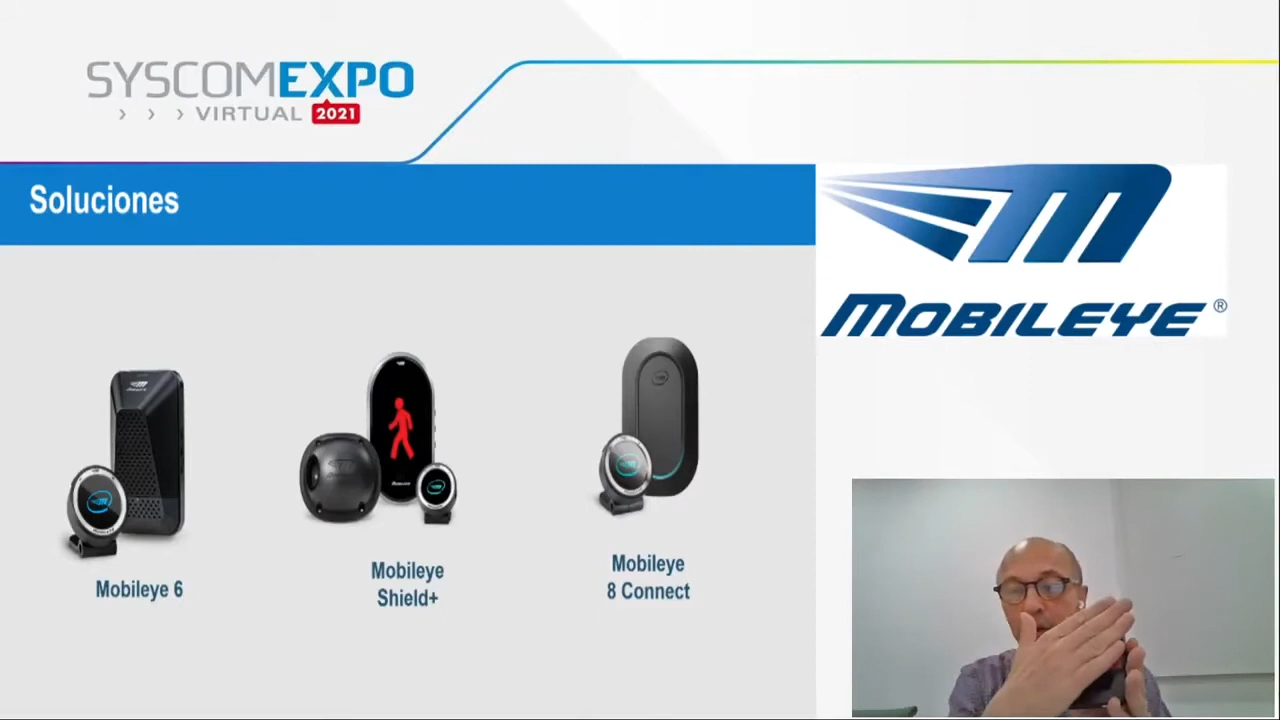 SYSCOMEXPO
> > > VIRTUAL 2021
Soluciones
MOBILEYE®
Mobileye 6
Mobileye
Shield+
Mobileye
8 Connect